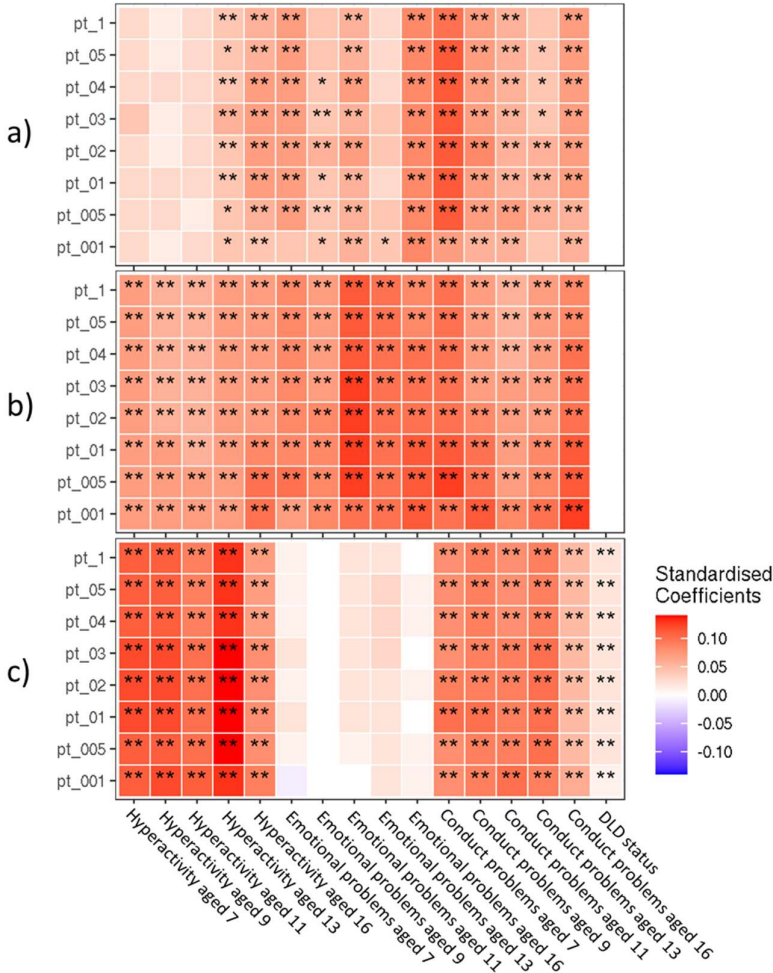 a)
pt_1 ** ** ** ** ** ** ** ** **
pt_05 * ** ** ** ** ** ** ** * **
pt_04 ** ** ** * ** ** ** ** ** * **
pt_03 ** ** ** ** ** ** ** ** ** * **
pt_02 ** ** ** ** ** ** ** ** ** ** **
pt_01 ** ** ** * ** ** ** ** ** ** **
pt_005 * ** ** ** ** ** ** ** ** ** **
pt_001 * ** * ** * ** ** ** ** **
b)
pt_1 ** ** ** ** ** ** ** ** ** ** ** ** ** ** **
pt_05 ** ** ** ** ** ** ** ** ** ** ** ** ** ** **
pt_04 ** ** ** ** ** ** ** ** ** ** ** ** ** ** **
pt_03 ** ** ** ** ** ** ** ** ** ** ** ** ** ** **
pt_02 ** ** ** ** ** ** ** ** ** ** ** ** ** ** **
pt_01 ** ** ** ** ** ** ** ** ** ** ** ** ** ** **
pt_005 ** ** ** ** ** ** ** ** ** ** ** ** ** ** **
pt_001 ** ** ** ** ** ** ** ** ** ** ** ** ** ** **
c)
pt_1 ** ** ** ** ** ** ** ** ** ** **
pt_05 ** ** ** ** ** ** ** ** ** ** **
pt_04 ** ** ** ** ** ** ** ** ** ** **
pt_03 ** ** ** ** ** ** ** ** ** ** **
pt_02 ** ** ** ** ** ** ** ** ** ** **
pt_01 ** ** ** ** ** ** ** ** ** ** **
pt_005 ** ** ** ** ** ** ** ** ** ** **
pt_001 ** ** ** ** ** ** ** ** ** ** **
Hyperactivity aged 7
Hyperactivity aged 9
Hyperactivity aged 11
Hyperactivity aged 13
Hyperactivity aged 16
Emotional problems aged 7
Emotional problems aged 9
Emotional problems aged 11
Emotional problems aged 13
Emotional problems aged 16
Conduct problems aged 7
Conduct problems aged 9
Conduct problems aged 11
Conduct problems aged 13
Conduct problems aged 16
DLD status
Standardised
Coefficients
0.10
0.05
0.00
-0.05
-0.10